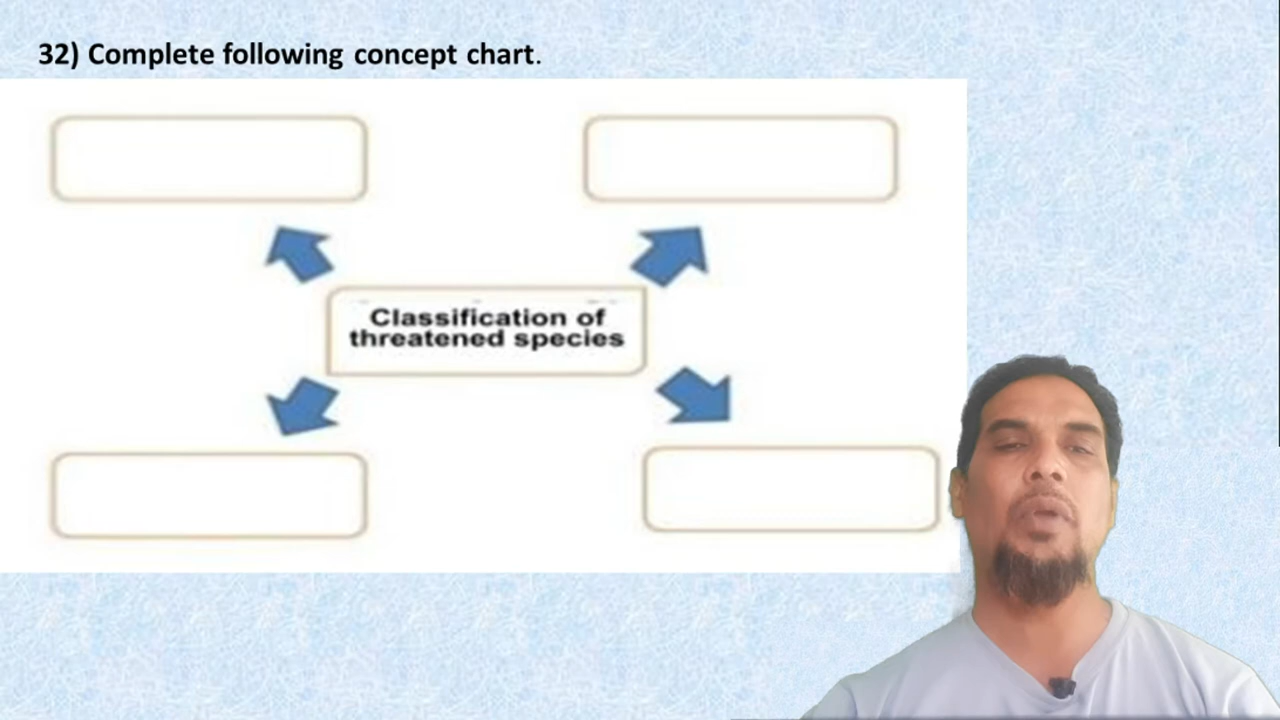 32) Complete following concept chart.
Classification of
threatened species